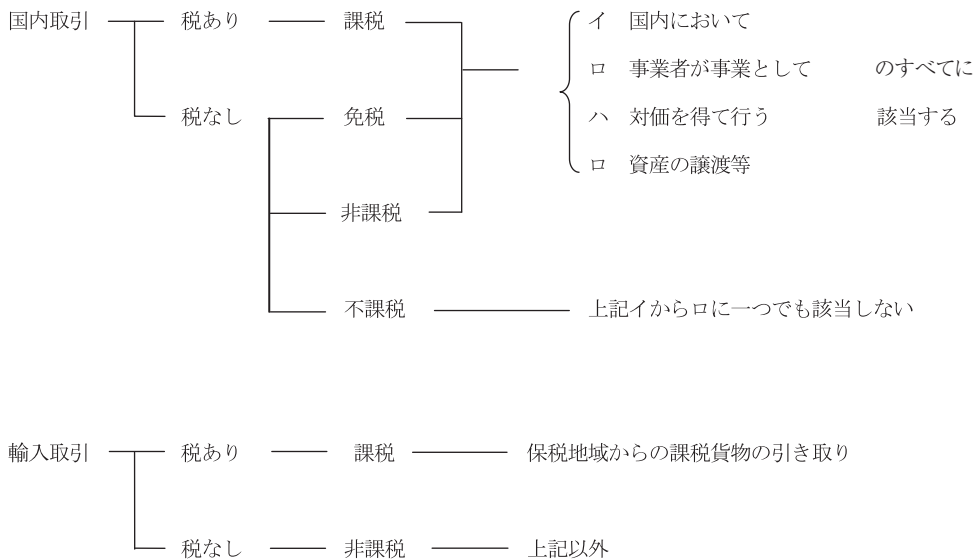 国内取引 税あり 課税 イ 国内において
ロ 事業者が事業として のすべてに
税なし 免税 ハ 対価を得て行う 該当する
ロ 資産の譲渡等
非課税
不課税 上記イからロに一つでも該当しない
輸入取引 税あり 課税 保税地域からの課税貨物の引き取り
税なし 非課税 上記以外